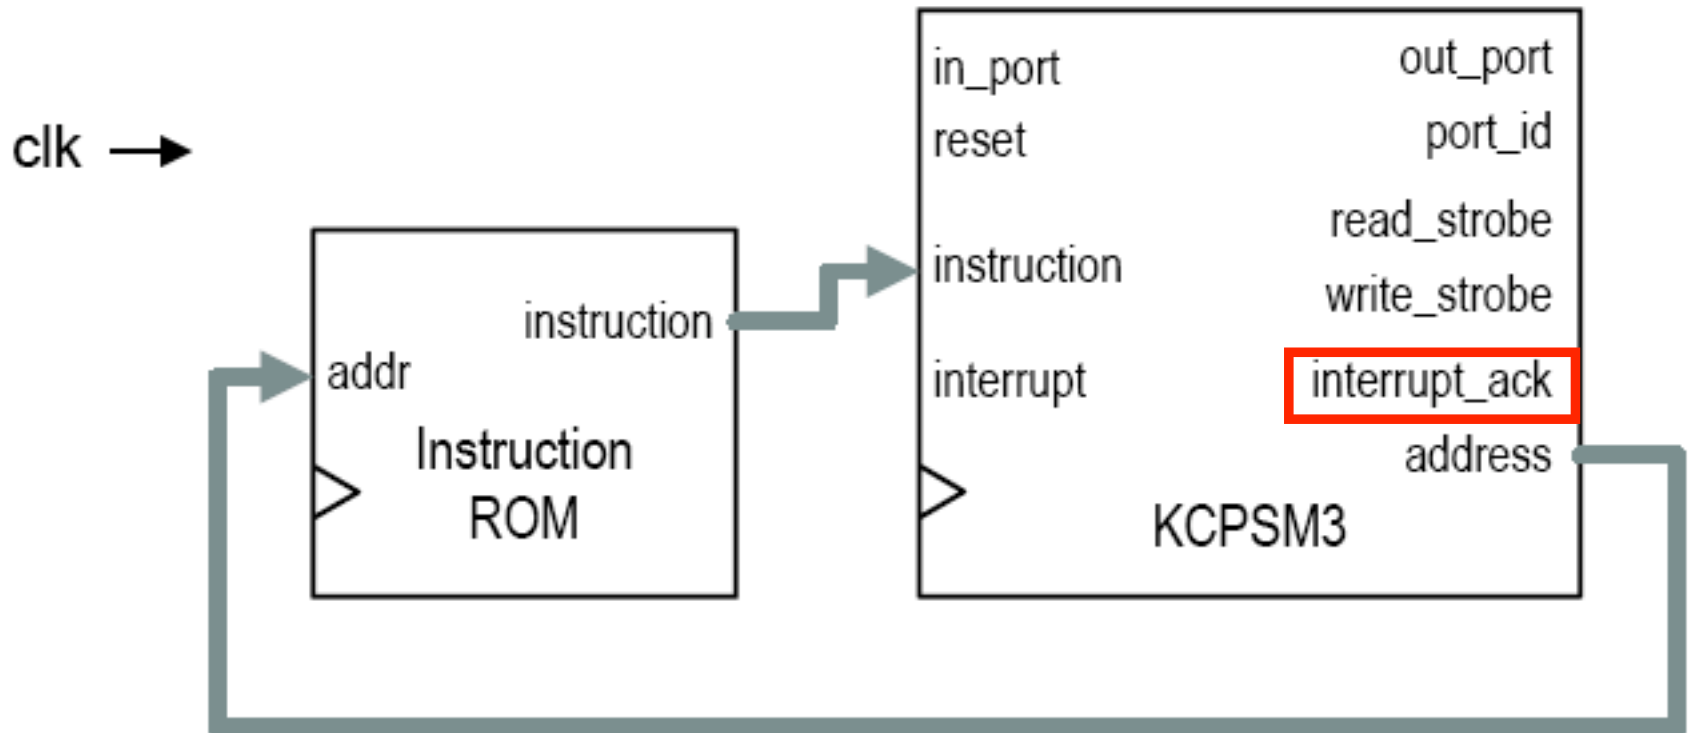 clk
addr
instruction
Instruction
ROM
in_port
reset
instruction
interrupt
out_port
port_id
read_strobe
write_strobe
interrupt_ack
address
KCPSM3